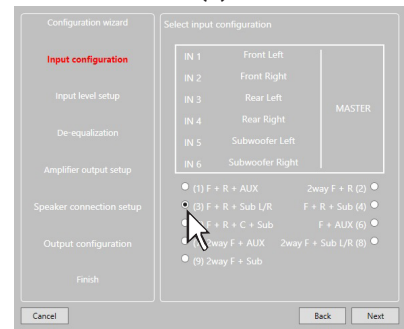 Configuration wizard
Input configuration
Input level setup
De-equalization
Amplifier output setup
Speaker connection setup
Output configuration
Finish
Select input configuration
IN 1 Front Left
IN 2 Front Right
IN 3 Rear Left
IN 4 Rear Right
IN 5 Subwoofer Left
IN 6 Subwoofer Right
MASTER
(1) F + R + AUX 2way F + R (2)
(3) F + R + Sub L/R F + R + Sub (4)
F + R + C + Sub F + AUX (6)
2way F + AUX 2way F + Sub L/R (8)
(9) 2way F + Sub
Cancel Back Next